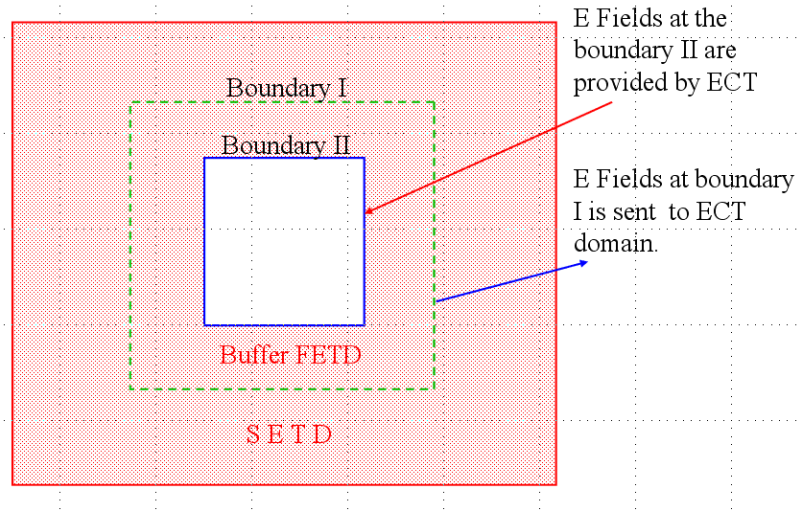 E Fields at the
boundary II are
provided by ECT
Boundary I
Boundary II
E Fields at boundary
I is sent to ECT
domain.
Buffer FETD
S E T D